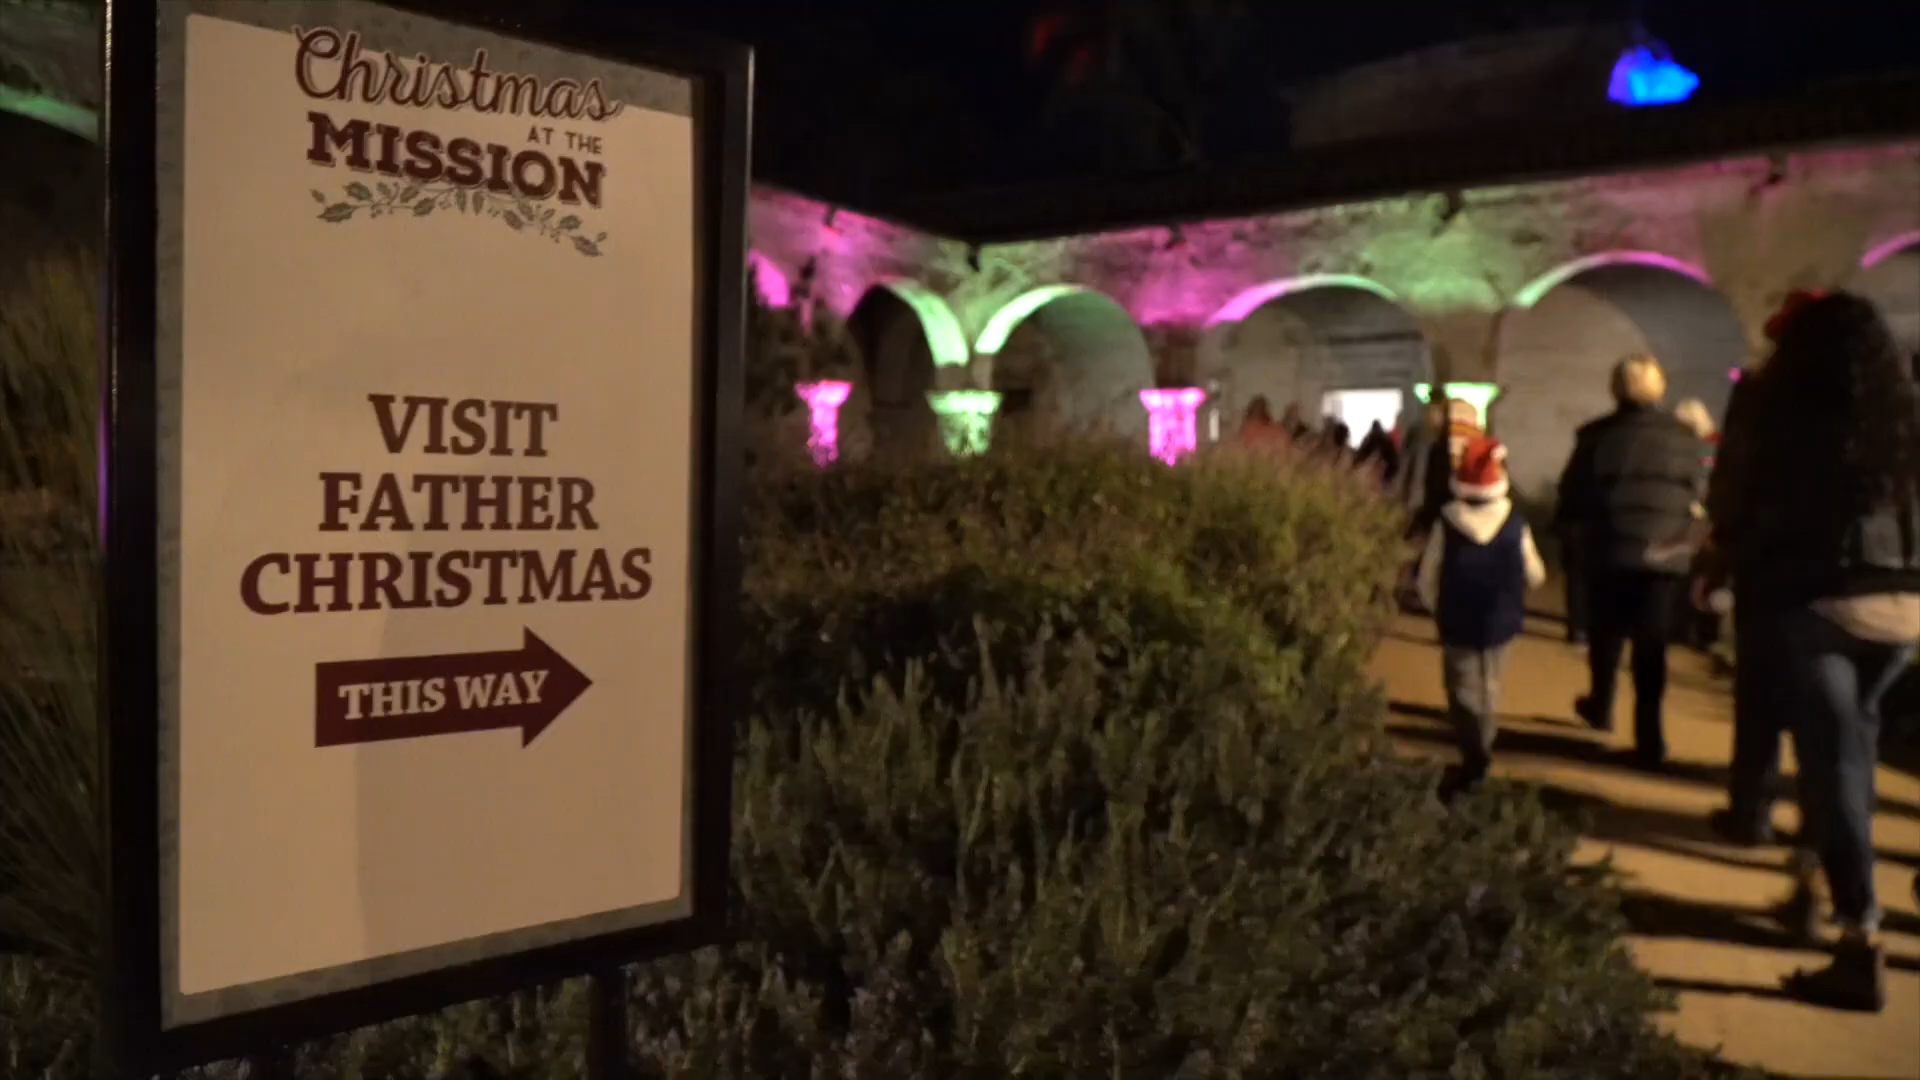 Christmas
AT THE
MISSION
VISIT
FATHER
CHRISTMAS
THIS WAY